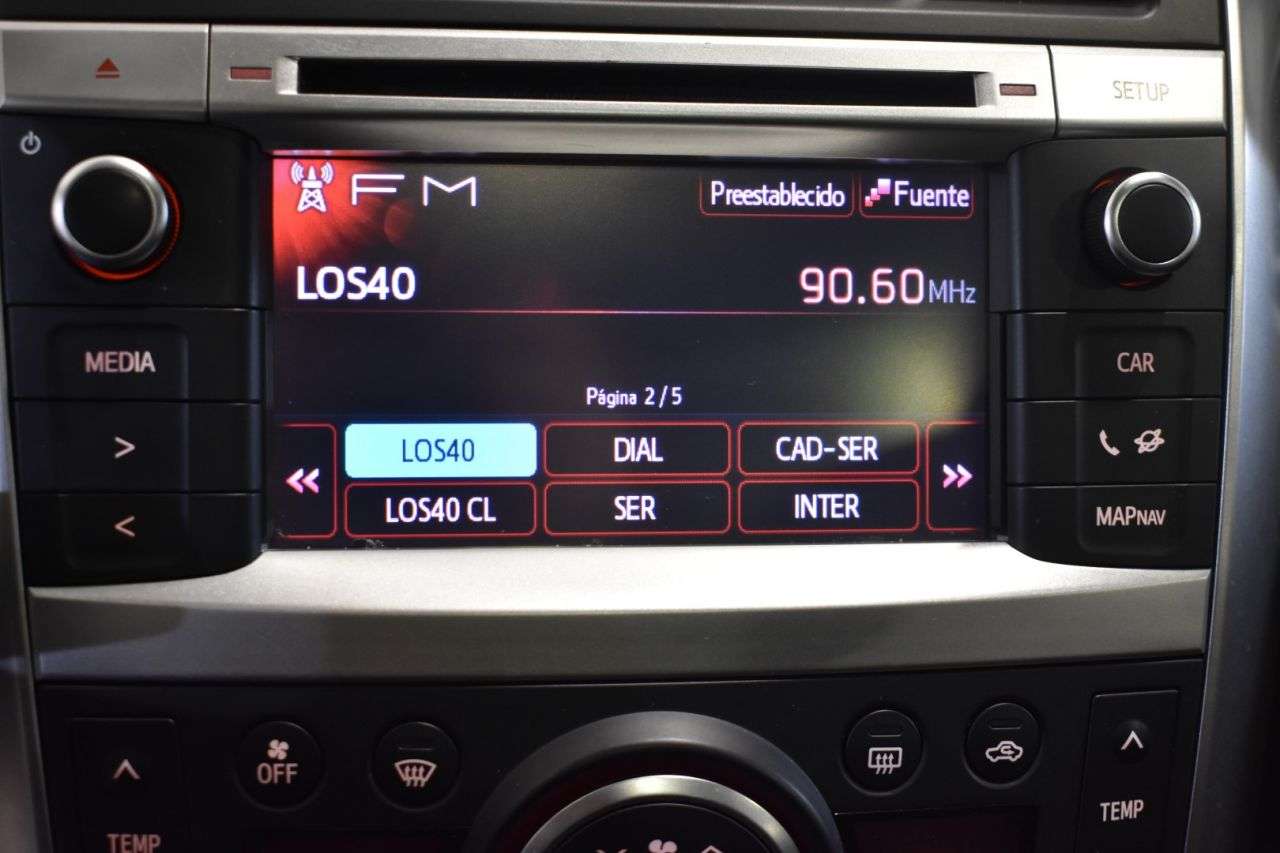 SETUP
FM
Preestablecido
Fuente
LOS40
90.60MHz
MEDIA
CAR
Página 2/5
LOS40
DIAL
CAD-SER
LOS40 CL
SER
INTER
MAPNAV
OFF
TEMP
TEMP